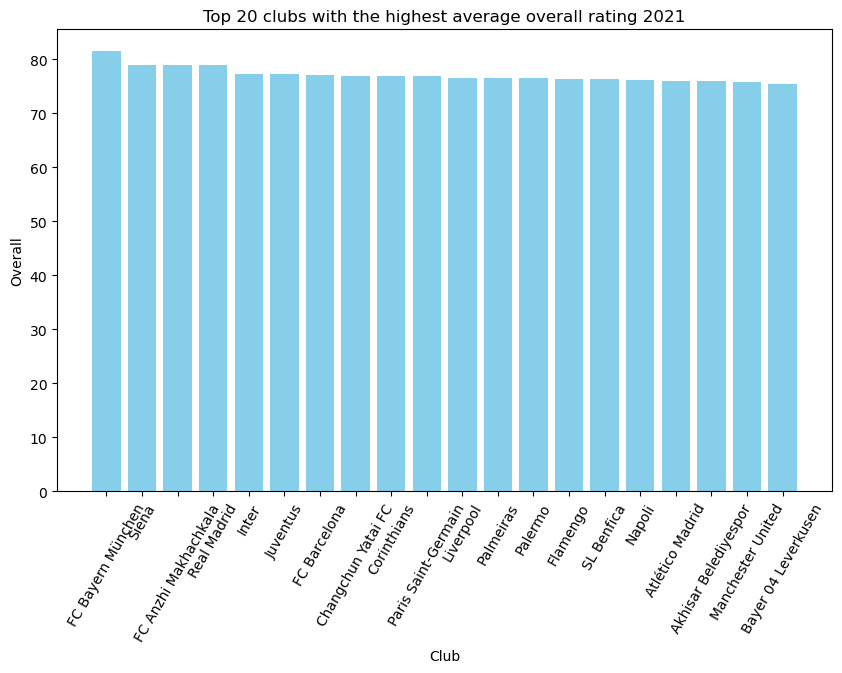 Top 20 clubs with the highest average overall rating 2021
Overall
80
70
60
50
40
30
20
10
0
FC Bayern München
Siena
FC Anzhi Makhachkala
Real Madrid
Inter
Juventus
FC Barcelona
Changchun Yatai FC
Corinthians
Paris Saint-Germain
Liverpool
Palmeiras
Palermo
Flamengo
SL Benfica
Napoli
Atlético Madrid
Akhisar Belediyespor
Manchester United
Bayer 04 Leverkusen
Club